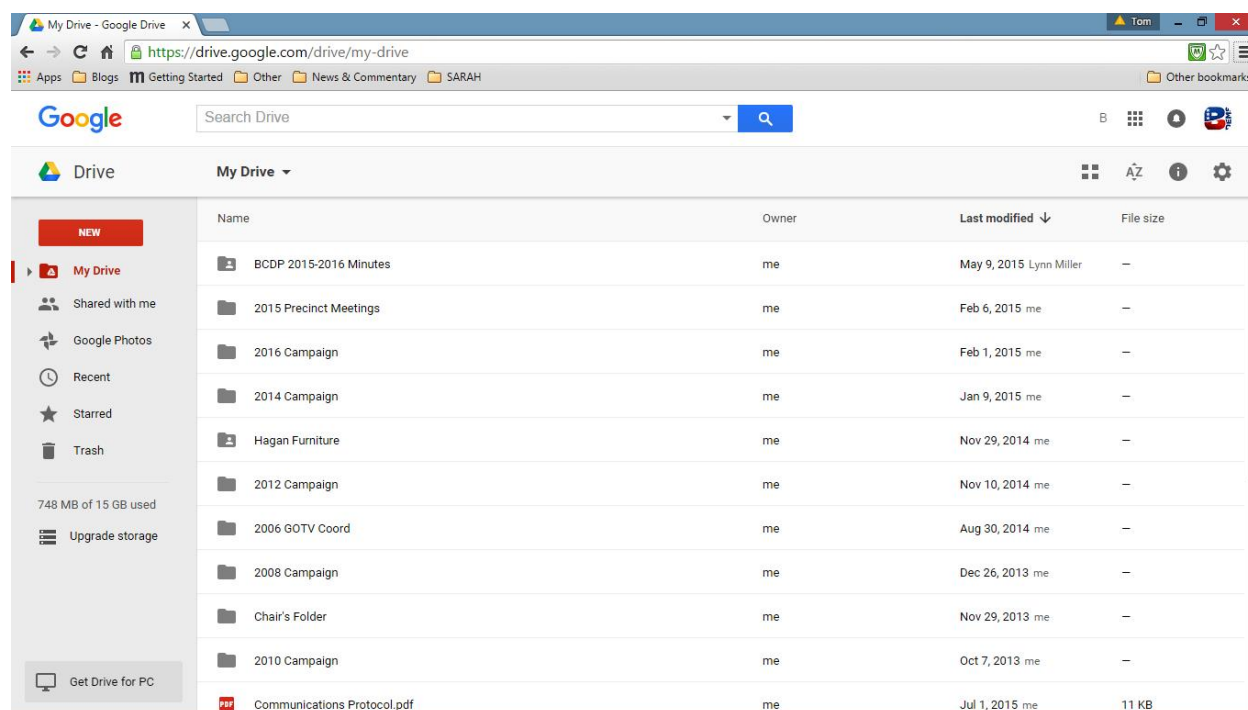 My Drive - Google Drive x
Tom
https://drive.google.com/drive/my-drive
Apps Blogs Getting Started Other News & Commentary SARAH Other bookmarks
Google Search Drive B
Drive My Drive AZ
NEW
My Drive
Shared with me
Google Photos
Recent
Starred
Trash
748 MB of 15 GB used
Upgrade storage
Get Drive for PC
Name Owner Last modified File size
BCDP 2015-2016 Minutes me May 9, 2015 Lynn Miller –
2015 Precinct Meetings me Feb 6, 2015 me –
2016 Campaign me Feb 1, 2015 me –
2014 Campaign me Jan 9, 2015 me –
Hagan Furniture me Nov 29, 2014 me –
2012 Campaign me Nov 10, 2014 me –
2006 GOTV Coord me Aug 30, 2014 me –
2008 Campaign me Dec 26, 2013 me –
Chair's Folder me Nov 29, 2013 me –
2010 Campaign me Oct 7, 2013 me –
PDF Communications Protocol.pdf me Jul 1, 2015 me 11 KB